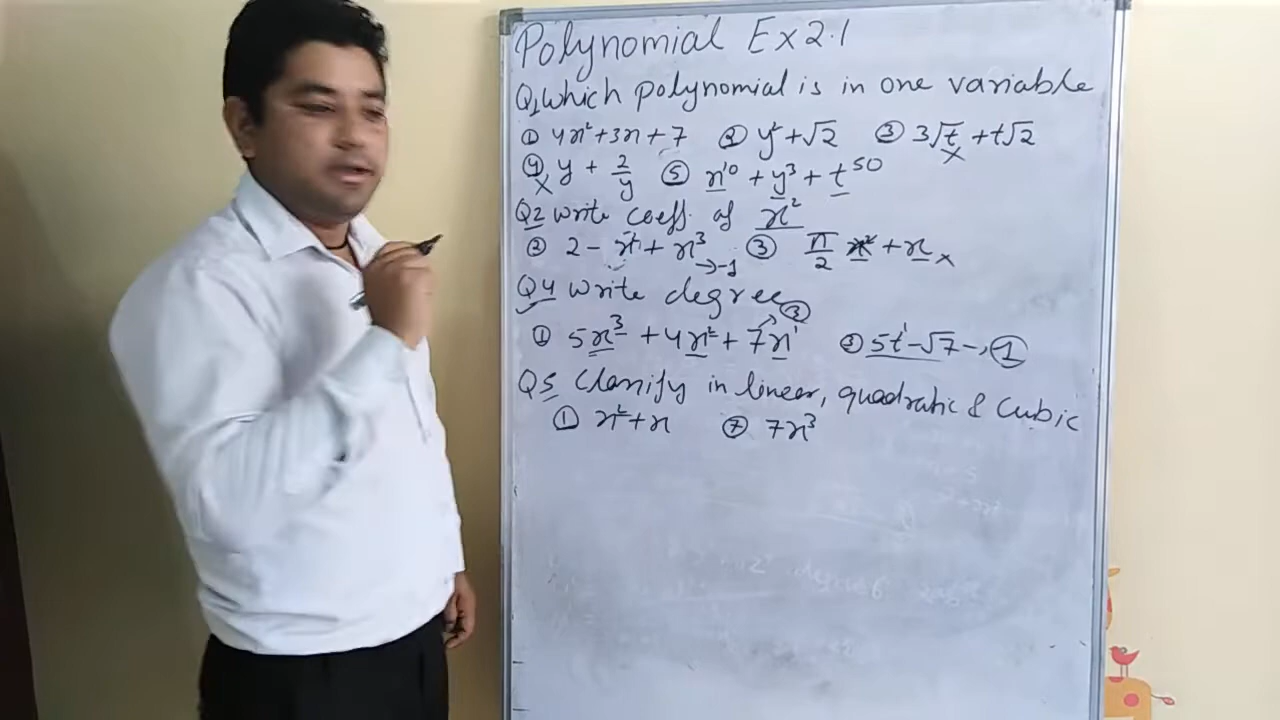 Polynomial Ex 2.1
Q1 Which polynomial is in one variable
① 4x²+3x+7 ② y²+√2 ③ 3√t+t√2
x
④ y + 2/y ⑤ x¹⁰ + y³ + t⁵⁰
x
Q2 Write coeff. of x²
② 2 - x² + x³ → -1 ③ π/2 x² + x x
Q4 Write degree
① 5x³ + 4x² + 7x¹ → ③ ③ 5t¹-√7 → ①
Q5 Classify in linear, quadratic & Cubic
① x²+x ⑦ 7x³